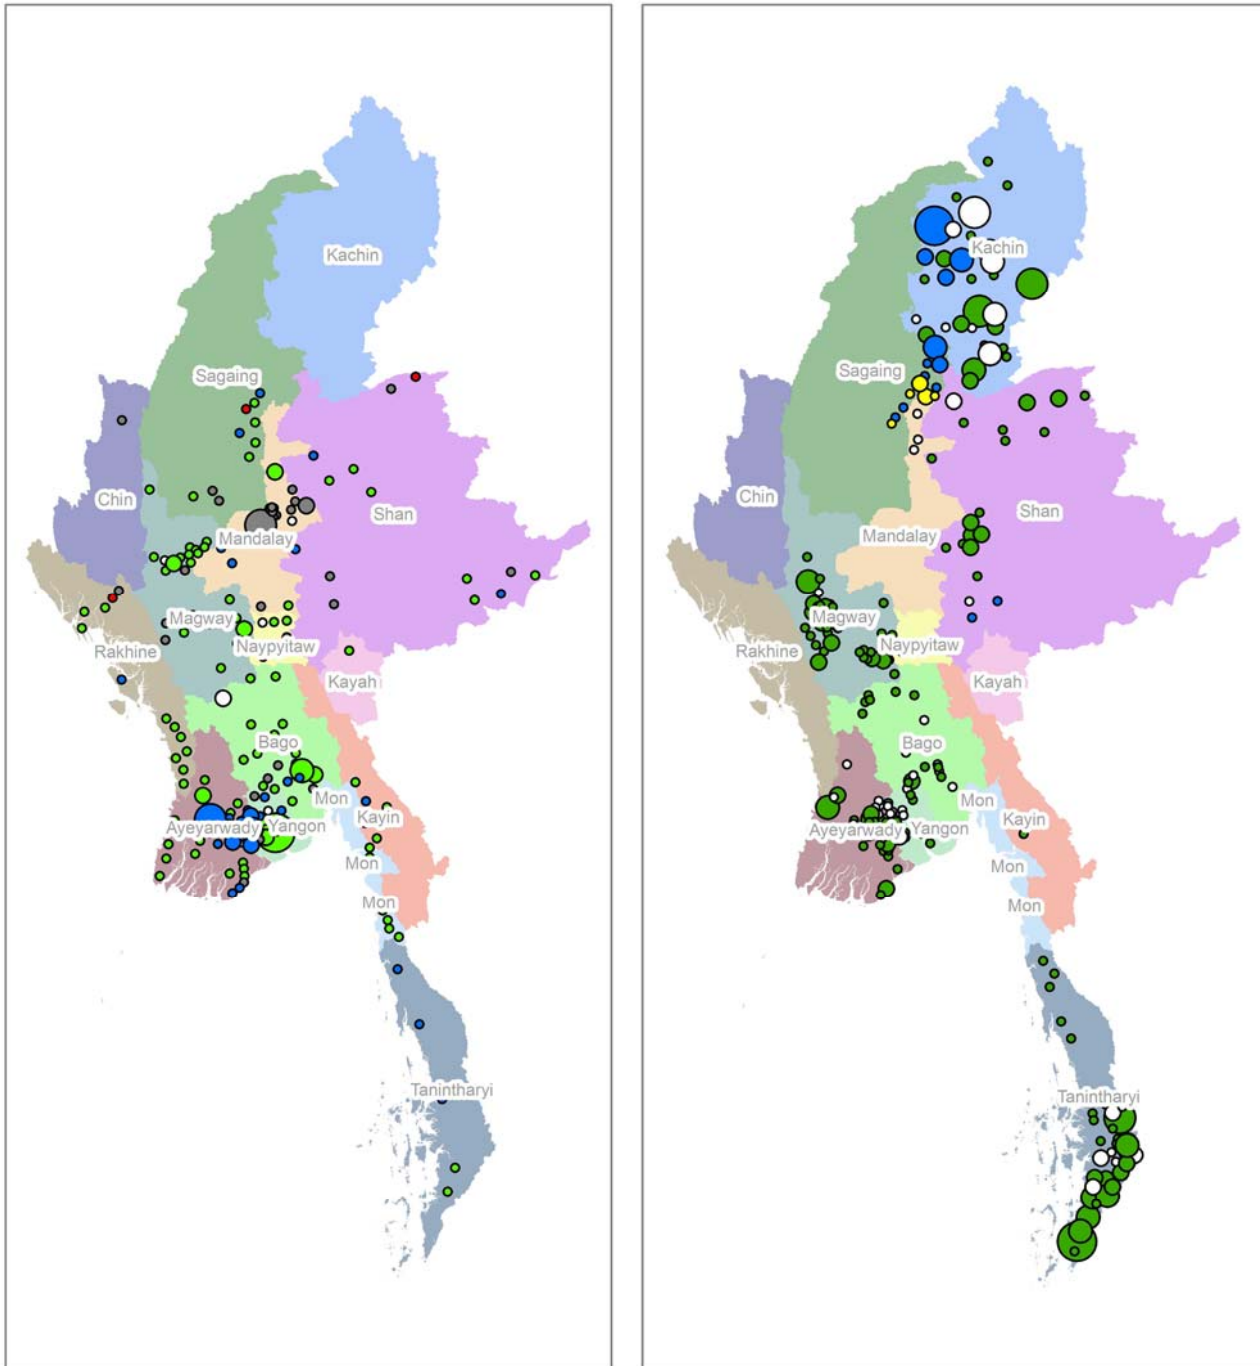 Kachin
Sagaing
Chin
Shan
Mandalay
Magway
Rakhine
Naypyitaw
Kayah
Bago
Mon
Kayin
Ayeyarwady
Yangon
Mon
Mon
Tanintharyi
Kachin
Sagaing
Chin
Shan
Mandalay
Magway
Rakhine
Naypyitaw
Kayah
Bago
Mon
Kayin
Ayeyarwady
Yangon
Mon
Mon
Tanintharyi